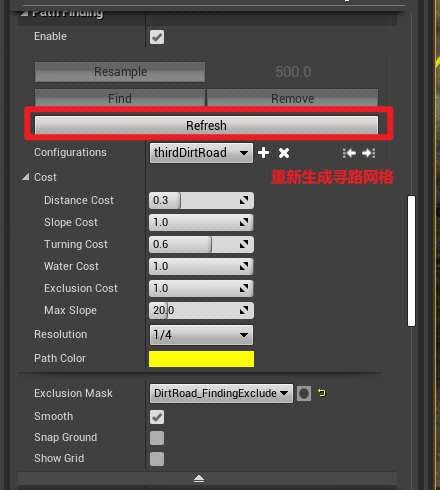 Path Finding
Enable
Resample 500.0
Find Remove
Refresh
Configurations thirdDirtRoad
重新生成寻路网格
Cost
Distance Cost 0.3
Slope Cost 1.0
Turning Cost 0.6
Water Cost 1.0
Exclusion Cost 1.0
Max Slope 20.0
Resolution 1/4
Path Color
Exclusion Mask DirtRoad_FindingExclude
Smooth
Snap Ground
Show Grid